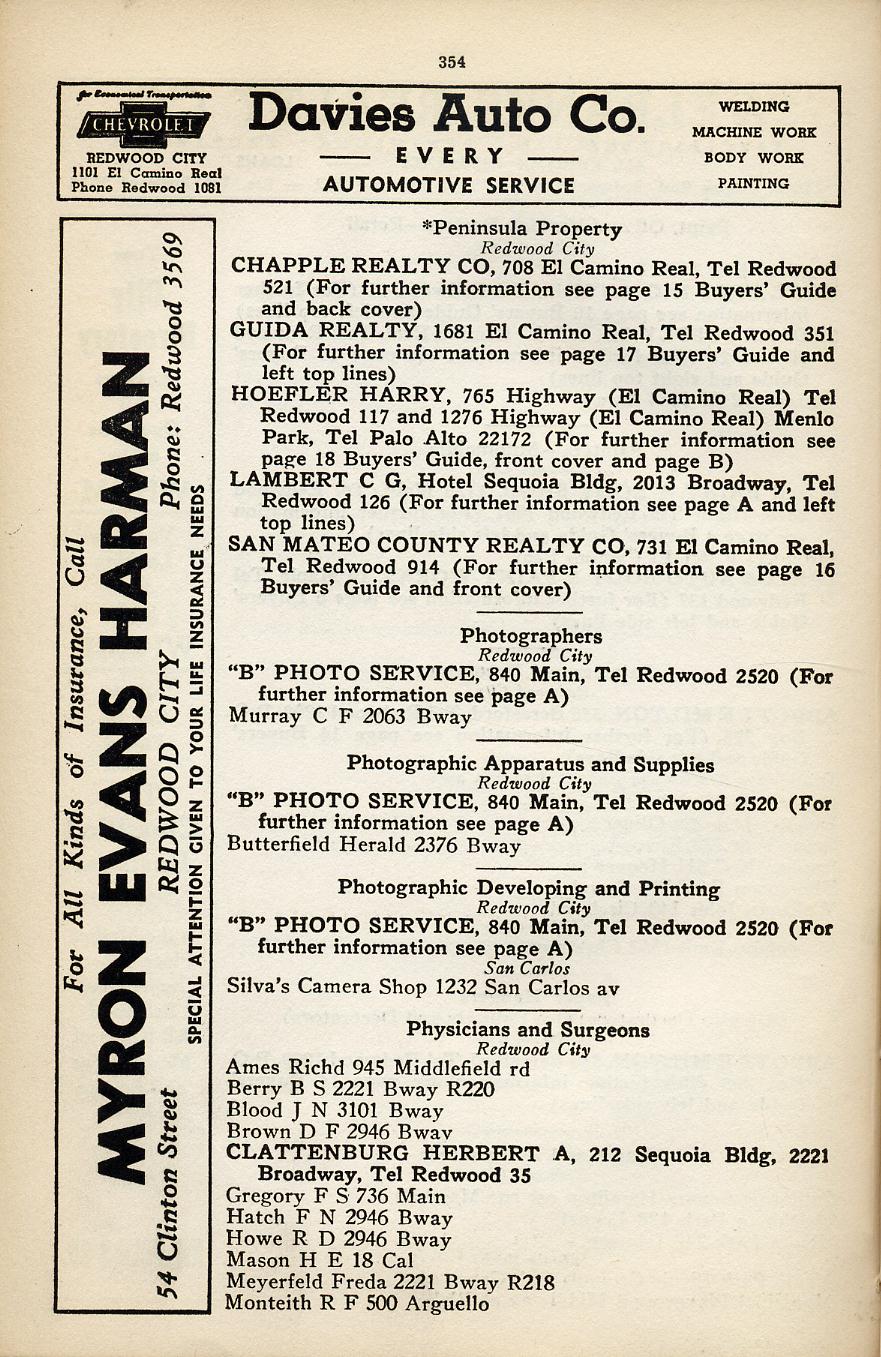 354
for Economical Transportation
CHEVROLET
REDWOOD CITY
1101 El Camino Real
Phone Redwood 1081
Davies Auto Co.
EVERY
AUTOMOTIVE SERVICE
WELDING
MACHINE WORK
BODY WORK
PAINTING
For All Kinds of Insurance, Call
MYRON EVANS HARMAN
54 Clinton Street REDWOOD CITY Phone: Redwood 3569
SPECIAL ATTENTION GIVEN TO YOUR LIFE INSURANCE NEEDS
*Peninsula Property
Redwood City
CHAPPLE REALTY CO, 708 El Camino Real, Tel Redwood
521 (For further information see page 15 Buyers' Guide
and back cover)
GUIDA REALTY, 1681 El Camino Real, Tel Redwood 351
(For further information see page 17 Buyers' Guide and
left top lines)
HOEFLER HARRY, 765 Highway (El Camino Real) Tel
Redwood 117 and 1276 Highway (El Camino Real) Menlo
Park, Tel Palo Alto 22172 (For further information see
page 18 Buyers' Guide, front cover and page B)
LAMBERT C G, Hotel Sequoia Bldg, 2013 Broadway, Tel
Redwood 126 (For further information see page A and left
top lines)
SAN MATEO COUNTY REALTY CO, 731 El Camino Real,
Tel Redwood 914 (For further information see page 16
Buyers' Guide and front cover)
Photographers
Redwood City
"B" PHOTO SERVICE, 840 Main, Tel Redwood 2520 (For
further information see page A)
Murray C F 2063 Bway
Photographic Apparatus and Supplies
Redwood City
"B" PHOTO SERVICE, 840 Main, Tel Redwood 2520 (For
further information see page A)
Butterfield Herald 2376 Bway
Photographic Developing and Printing
Redwood City
"B" PHOTO SERVICE, 840 Main, Tel Redwood 2520 (For
further information see page A)
San Carlos
Silva's Camera Shop 1232 San Carlos av
Physicians and Surgeons
Redwood City
Ames Richd 945 Middlefield rd
Berry B S 2221 Bway R220
Blood J N 3101 Bway
Brown D F 2946 Bway
CLATTENBURG HERBERT A, 212 Sequoia Bldg, 2221
Broadway, Tel Redwood 35
Gregory F S 736 Main
Hatch F N 2946 Bway
Howe R D 2946 Bway
Mason H E 18 Cal
Meyerfeld Freda 2221 Bway R218
Monteith R F 500 Arguello